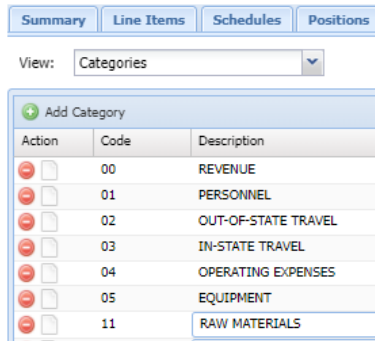 Summary Line Items Schedules Positions
View: Categories
Add Category
Action Code Description
00 REVENUE
01 PERSONNEL
02 OUT-OF-STATE TRAVEL
03 IN-STATE TRAVEL
04 OPERATING EXPENSES
05 EQUIPMENT
11 RAW MATERIALS